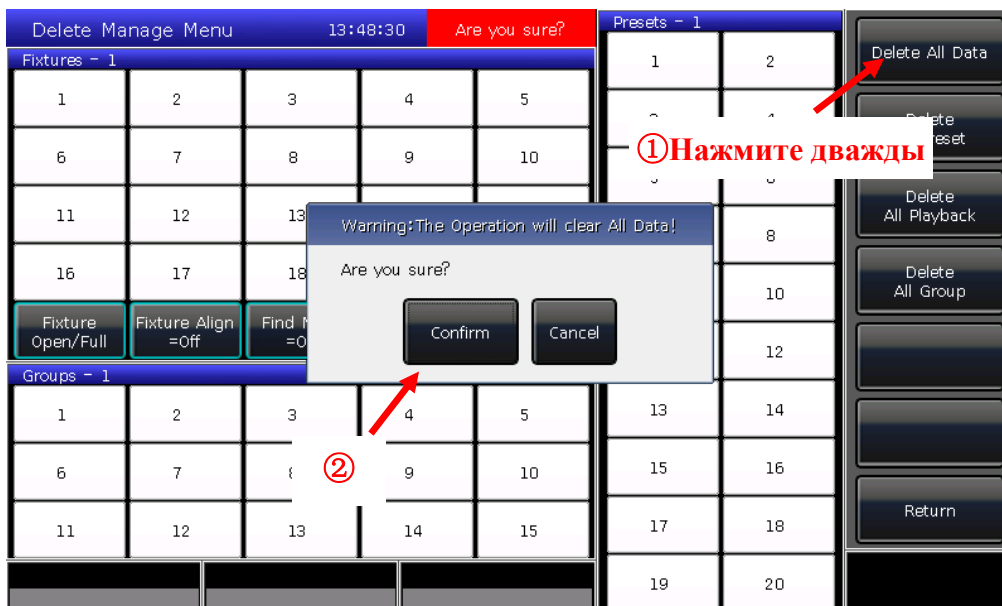 Delete Manage Menu 13:48:30 Are you sure?
Fixtures - 1
1 2 3 4 5
6 7 8 9 10
11 12 13
16 17 18
Fixture Open/Full
Fixture Align =Off
Find
Groups - 1
1 2 3 4 5
6 7 9 10
11 12 13 14 15
Warning:The Operation will clear All Data!
Are you sure?
Confirm Cancel
②
Presets - 1
1 2
①Нажмите дважды
8
10
12
13 14
15 16
17 18
19 20
Delete All Data
Delete
All Playback
Delete
All Group
Return